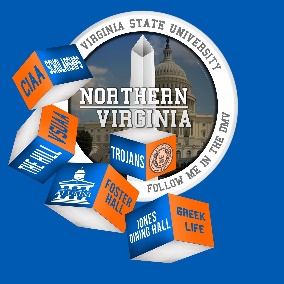 VIRGINIA STATE UNIVERSITY
NORTHERN
VIRGINIA
FOLLOW ME IN THE DMV
CIAA
VSUAA
TROJANS
FOSTER
HALL
JONES
DINING HALL
GREEK
LIFE